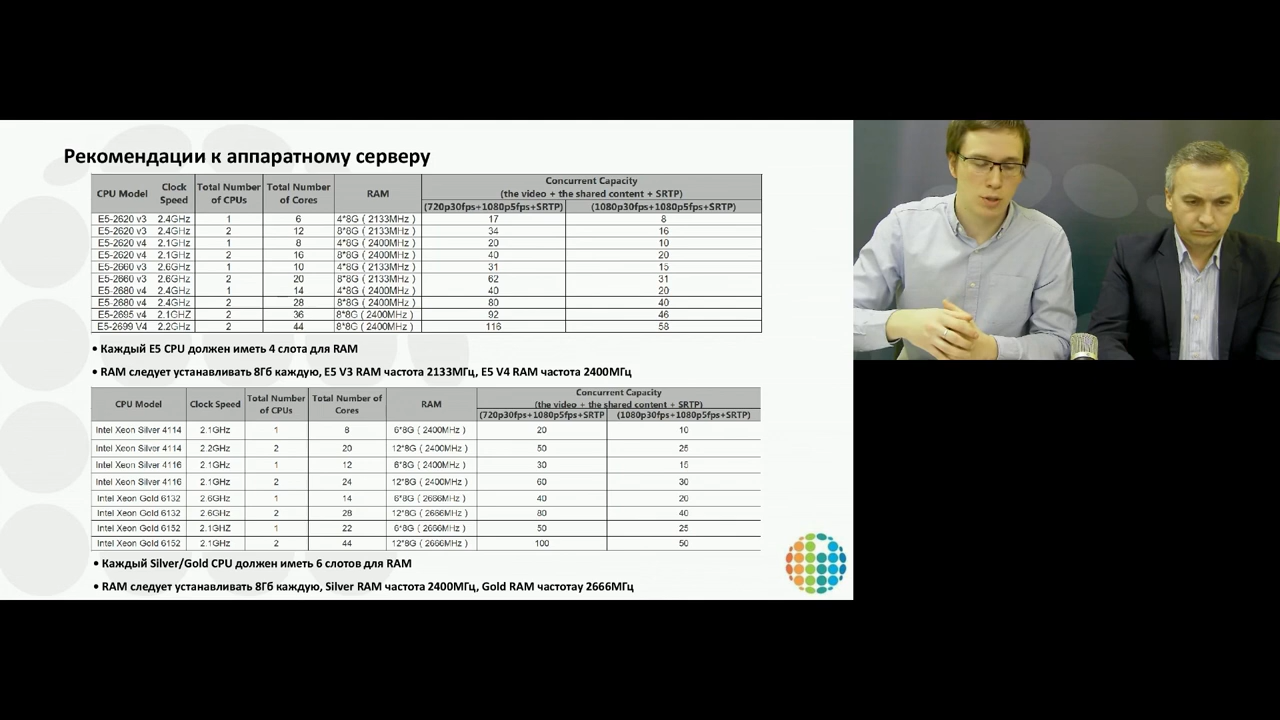 Рекомендации к аппаратному серверу
CPU Model Clock Speed Total Number of CPUs Total Number of Cores RAM Concurrent Capacity (the video + the shared content + SRTP)
(720p30fps+1080p5fps+SRTP) (1080p30fps+1080p5fps+SRTP)
E5-2620 v3 2.4GHz 1 6 4*8G ( 2133MHz ) 17 8
E5-2620 v3 2.4GHz 2 12 8*8G ( 2133MHz ) 34 16
E5-2620 v4 2.1GHz 1 8 4*8G ( 2400MHz ) 20 10
E5-2620 v4 2.1GHz 2 16 8*8G ( 2400MHz ) 40 20
E5-2660 v3 2.6GHz 1 10 4*8G ( 2133MHz ) 31 15
E5-2660 v3 2.6GHz 2 20 8*8G ( 2133MHz ) 62 31
E5-2680 v4 2.4GHz 1 14 4*8G ( 2400MHz ) 40 20
E5-2680 v4 2.4GHz 2 28 8*8G ( 2400MHz ) 80 40
E5-2695 v4 2.1GHZ 2 36 8*8G ( 2400MHz ) 92 46
E5-2699 V4 2.2GHz 2 44 8*8G ( 2400MHz ) 116 58
• Каждый E5 CPU должен иметь 4 слота для RAM
• RAM следует устанавливать 8Гб каждую, E5 V3 RAM частота 2133МГц, E5 V4 RAM частота 2400МГц
CPU Model Clock Speed Total Number of CPUs Total Number of Cores RAM Concurrent Capacity (the video + the shared content + SRTP)
(720p30fps+1080p5fps+SRTP (1080p30fps+1080p5fps+SRTP)
Intel Xeon Silver 4114 2.1GHz 1 8 6*8G ( 2400MHz ) 20 10
Intel Xeon Silver 4114 2.2GHz 2 20 12*8G ( 2400MHz ) 50 25
Intel Xeon Silver 4116 2.1GHz 1 12 6*8G ( 2400MHz ) 30 15
Intel Xeon Silver 4116 2.1GHz 2 24 12*8G ( 2400MHz ) 60 30
Intel Xeon Gold 6132 2.6GHz 1 14 6*8G ( 2666MHz ) 40 20
Intel Xeon Gold 6132 2.6GHz 2 28 12*8G ( 2666MHz ) 80 40
Intel Xeon Gold 6152 2.1GHZ 1 22 6*8G ( 2666MHz ) 50 25
Intel Xeon Gold 6152 2.1GHz 2 44 12*8G ( 2666MHz ) 100 50
• Каждый Silver/Gold CPU должен иметь 6 слотов для RAM
• RAM следует устанавливать 8Гб каждую, Silver RAM частота 2400МГц, Gold RAM частотау 2666МГц